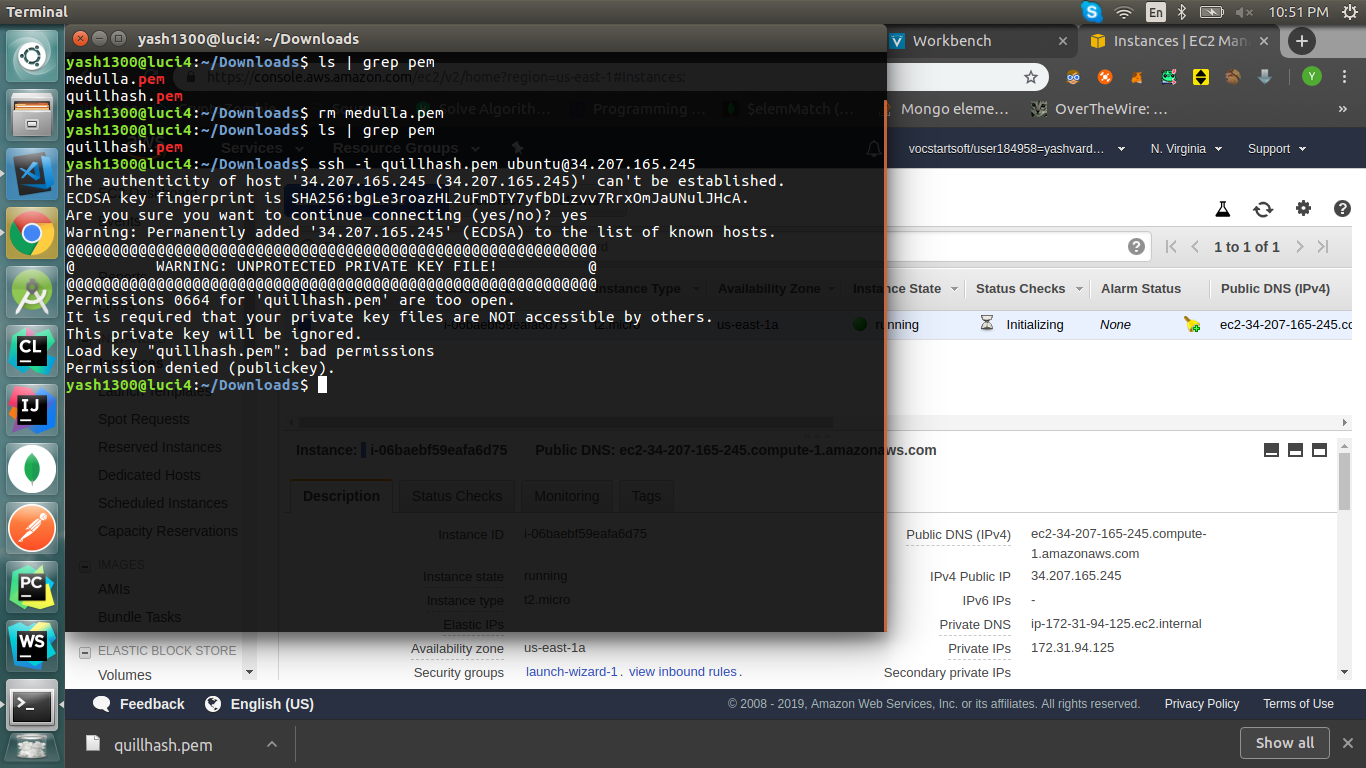 Terminal
En
10:51 PM
yash1300@luci4: ~/Downloads
Workbench
Instances | EC2 Man
https://console.aws.amazon.com/ec2/v2/home?region=us-east-1#Instances:
Y
Solve Algorith...
Programming ...
$elemMatch (...
Mongo eleme...
OverTheWire: ...
»
Services
Resource Groups
vocstartsoft/user184958=yashvard...
N. Virginia
Support
yash1300@luci4:~/Downloads$ ls | grep pem
medulla.pem
quillhash.pem
yash1300@luci4:~/Downloads$ rm medulla.pem
yash1300@luci4:~/Downloads$ ls | grep pem
quillhash.pem
yash1300@luci4:~/Downloads$ ssh -i quillhash.pem ubuntu@34.207.165.245
The authenticity of host '34.207.165.245 (34.207.165.245)' can't be established.
ECDSA key fingerprint is SHA256:bgLe3roazHL2uFmDTY7yfbDLzvv7RrxOmJaUNulJHcA.
Are you sure you want to continue connecting (yes/no)? yes
Warning: Permanently added '34.207.165.245' (ECDSA) to the list of known hosts.
@@@@@@@@@@@@@@@@@@@@@@@@@@@@@@@@@@@@@@@@@@@@@@@@@@@@@@@@@@@
@         WARNING: UNPROTECTED PRIVATE KEY FILE!          @
@@@@@@@@@@@@@@@@@@@@@@@@@@@@@@@@@@@@@@@@@@@@@@@@@@@@@@@@@@@
Permissions 0664 for 'quillhash.pem' are too open.
It is required that your private key files are NOT accessible by others.
This private key will be ignored.
Load key "quillhash.pem": bad permissions
Permission denied (publickey).
yash1300@luci4:~/Downloads$
1 to 1 of 1
Instance Type
Availability Zone
Instance State
Status Checks
Alarm Status
Public DNS (IPv4)
i-06baebf59eafa6d75
t2.micro
us-east-1a
running
Initializing
None
ec2-34-207-165-245.co
Instances
Launch Templates
Spot Requests
Reserved Instances
Dedicated Hosts
Scheduled Instances
Capacity Reservations
IMAGES
AMIs
Bundle Tasks
ELASTIC BLOCK STORE
Volumes
Instance: i-06baebf59eafa6d75 Public DNS: ec2-34-207-165-245.compute-1.amazonaws.com
Description
Status Checks
Monitoring
Tags
Instance ID i-06baebf59eafa6d75
Instance state running
Instance type t2.micro
Elastic IPs
Availability zone us-east-1a
Security groups launch-wizard-1. view inbound rules.
Public DNS (IPv4) ec2-34-207-165-245.compute-
1.amazonaws.com
IPv4 Public IP 34.207.165.245
IPv6 IPs -
Private DNS ip-172-31-94-125.ec2.internal
Private IPs 172.31.94.125
Secondary private IPs
CL
IJ
PC
WS
Feedback
English (US)
© 2008 - 2019, Amazon Web Services, Inc. or its affiliates. All rights reserved.
Privacy Policy
Terms of Use
quillhash.pem
Show all